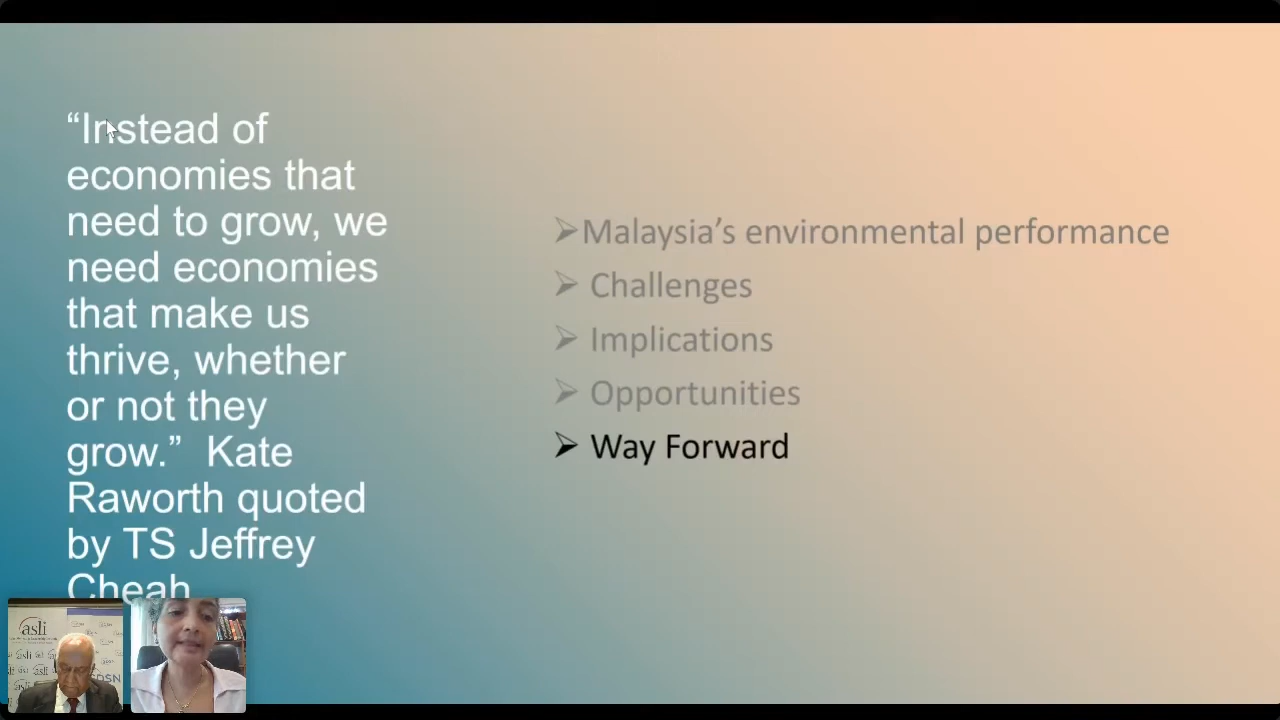 “Instead of
economies that
need to grow, we
need economies
that make us
thrive, whether
or not they
grow.”  Kate
Raworth quoted
by TS Jeffrey
Cheah
➢Malaysia’s environmental performance
➢ Challenges
➢ Implications
➢ Opportunities
➢ Way Forward
asli